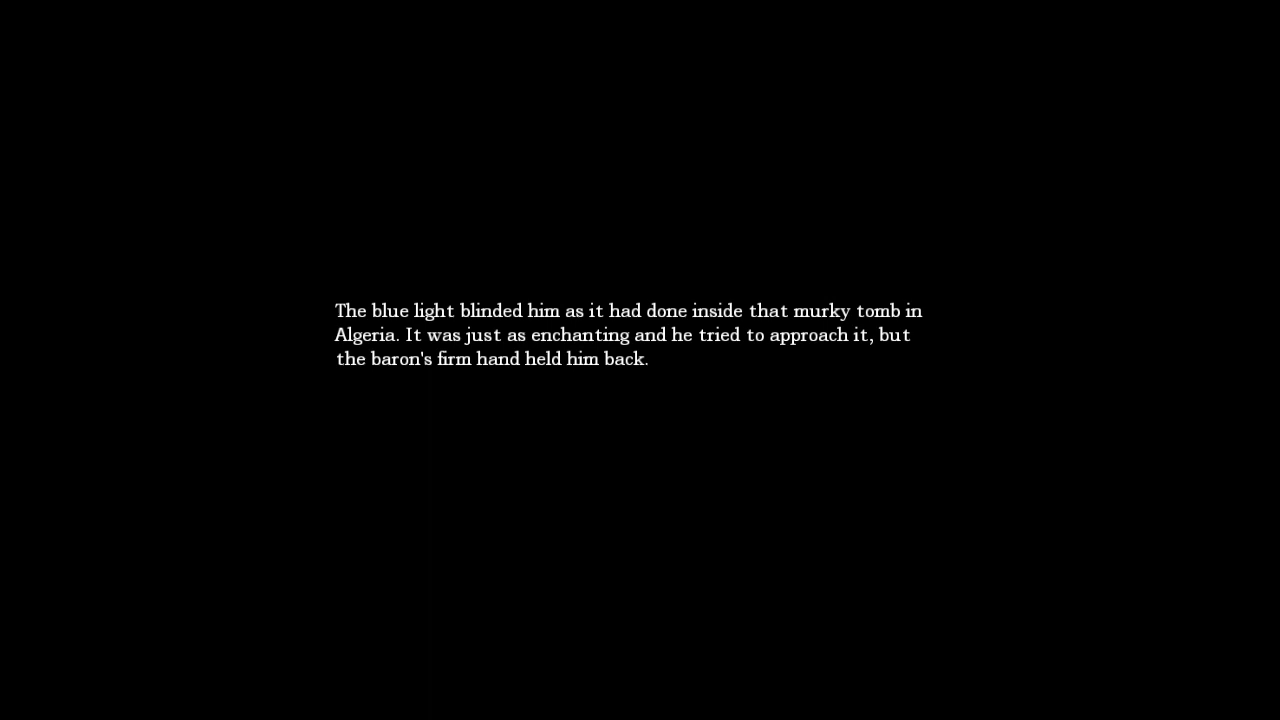 The blue light blinded him as it had done inside that murky tomb in
Algeria. It was just as enchanting and he tried to approach it, but
the baron's firm hand held him back.